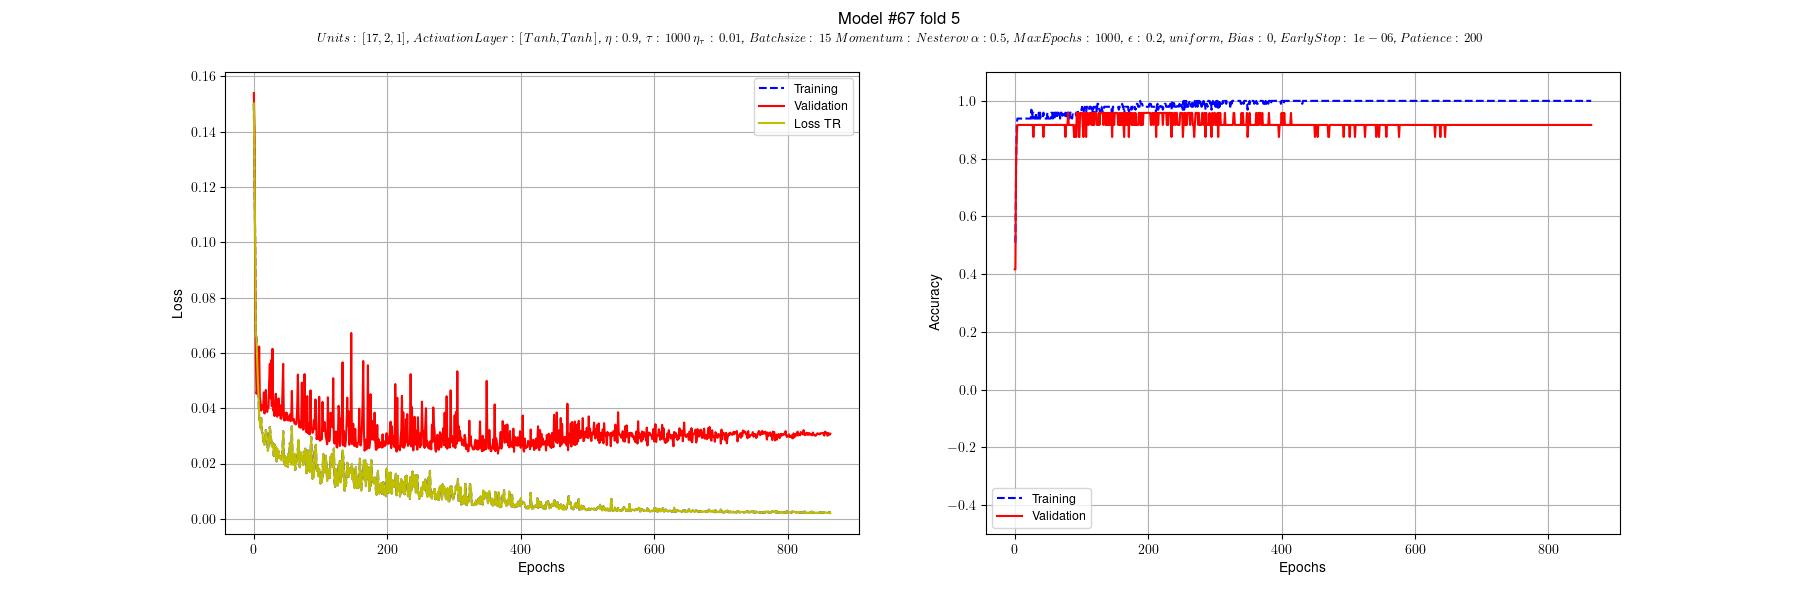 Model #67 fold 5
Units : [17, 2, 1], ActivationLayer : [Tanh, Tanh], η : 0.9, τ : 1000 ητ : 0.01, Batchsize : 15 Momentum : Nesterov α : 0.5, MaxEpochs : 1000, ϵ : 0.2, uniform, Bias : 0, EarlyStop : 1e − 06, Patience : 200
0.16
0.14
0.12
0.10
0.08
0.06
0.04
0.02
0.00
Loss
Training
Validation
Loss TR
0 200 400 600 800
Epochs
1.0
0.8
0.6
0.4
0.2
0.0
−0.2
−0.4
Accuracy
Training
Validation
0 200 400 600 800
Epochs